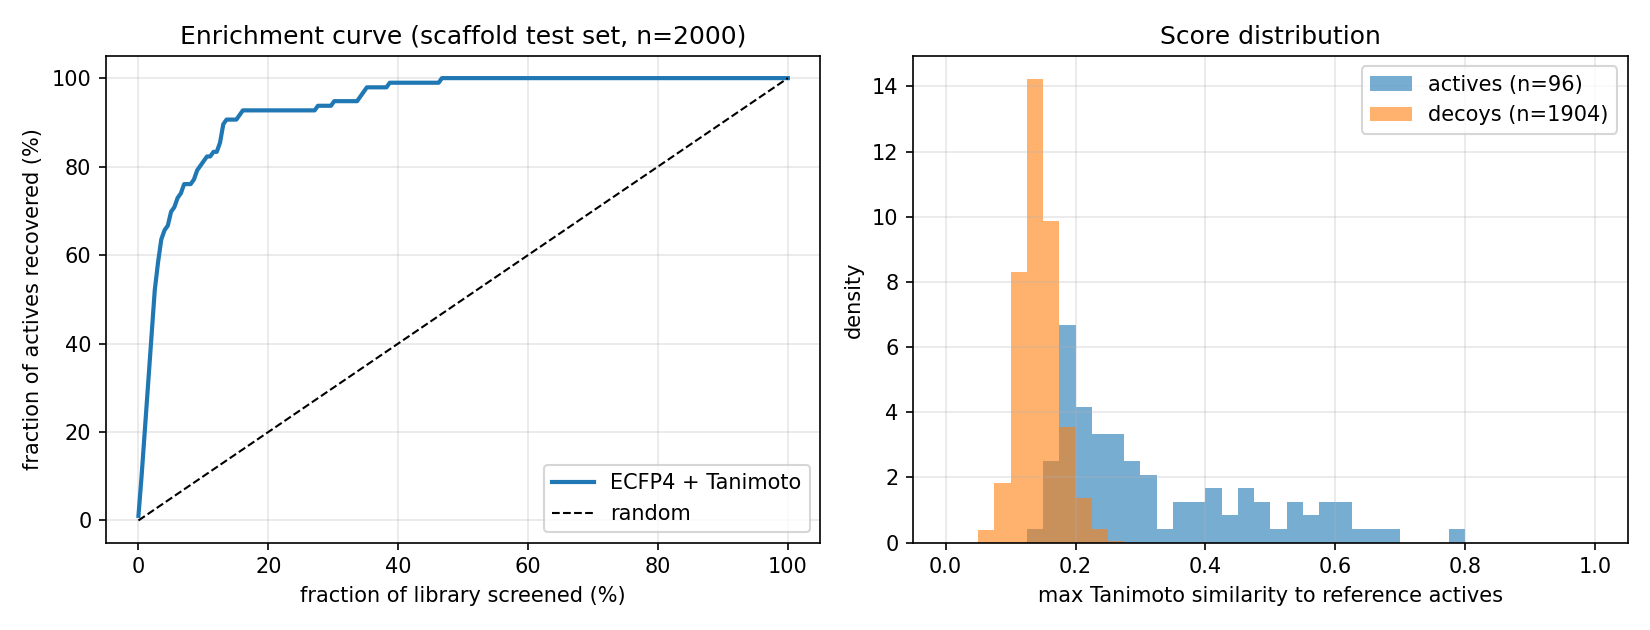 Enrichment curve (scaffold test set, n=2000)
100
80
60
40
20
0
fraction of actives recovered (%)
0 20 40 60 80 100
fraction of library screened (%)
ECFP4 + Tanimoto
random
Score distribution
14
12
10
8
6
4
2
0
density
0.0 0.2 0.4 0.6 0.8 1.0
max Tanimoto similarity to reference actives
actives (n=96)
decoys (n=1904)